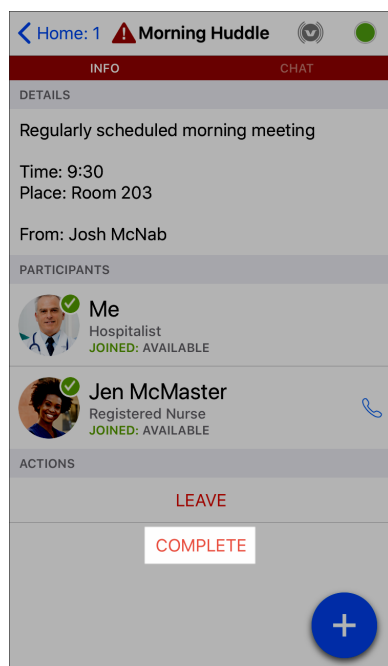 Home: 1 Morning Huddle
INFO CHAT
DETAILS
Regularly scheduled morning meeting
Time: 9:30
Place: Room 203
From: Josh McNab
PARTICIPANTS
Me
Hospitalist
JOINED: AVAILABLE
Jen McMaster
Registered Nurse
JOINED: AVAILABLE
ACTIONS
LEAVE
COMPLETE